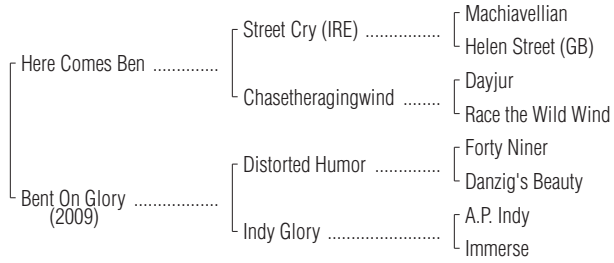 Machiavellian
Street Cry (IRE) ................
Helen Street (GB)
Here Comes Ben ..............
Dayjur
Chasetheragingwind ........
Race the Wild Wind
Forty Niner
Distorted Humor ..............
Danzig's Beauty
Bent On Glory ..................
(2009)
A.P. Indy
Indy Glory ........................
Immerse